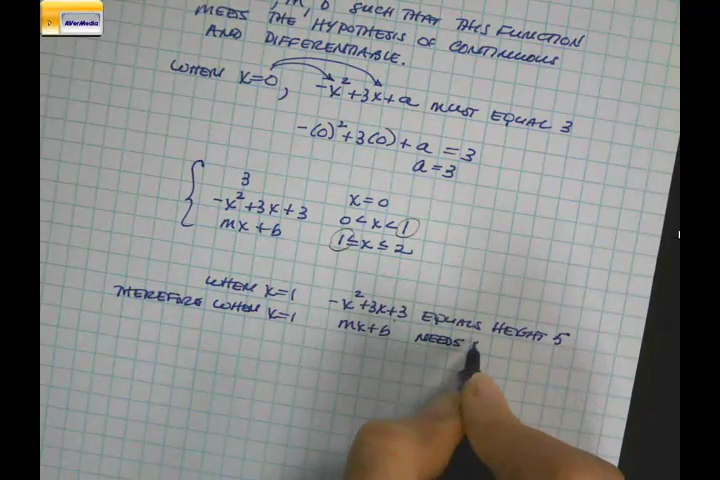 AVerMedia
, m, b SUCH THAT THIS FUNCTION
MEETS THE HYPOTHESIS OF CONTINUOUS
AND DIFFERENTIABLE.
WHEN x=0, -x²+3x+a MUST EQUAL 3
-(0)²+3(0)+a=3
a=3
3 x=0
-x²+3x+3 0<x<1
mx+b 1≤x≤2
WHEN x=1 -x²+3x+3 EQUALS HEIGHT 5
THEREFORE WHEN x=1 mx+b NEEDS